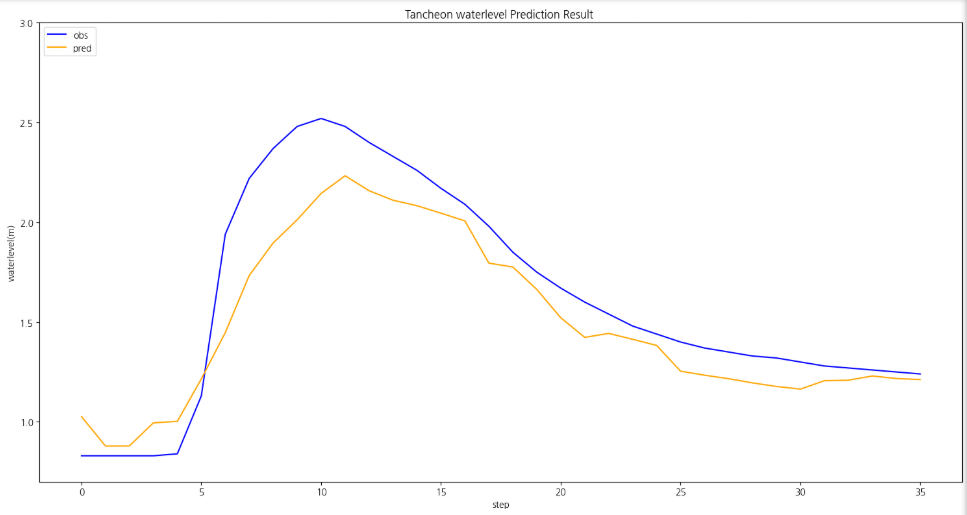 Tancheon waterlevel Prediction Result
obs
pred
3.0
2.5
2.0
1.5
1.0
waterlevel(m)
0 5 10 15 20 25 30 35
step